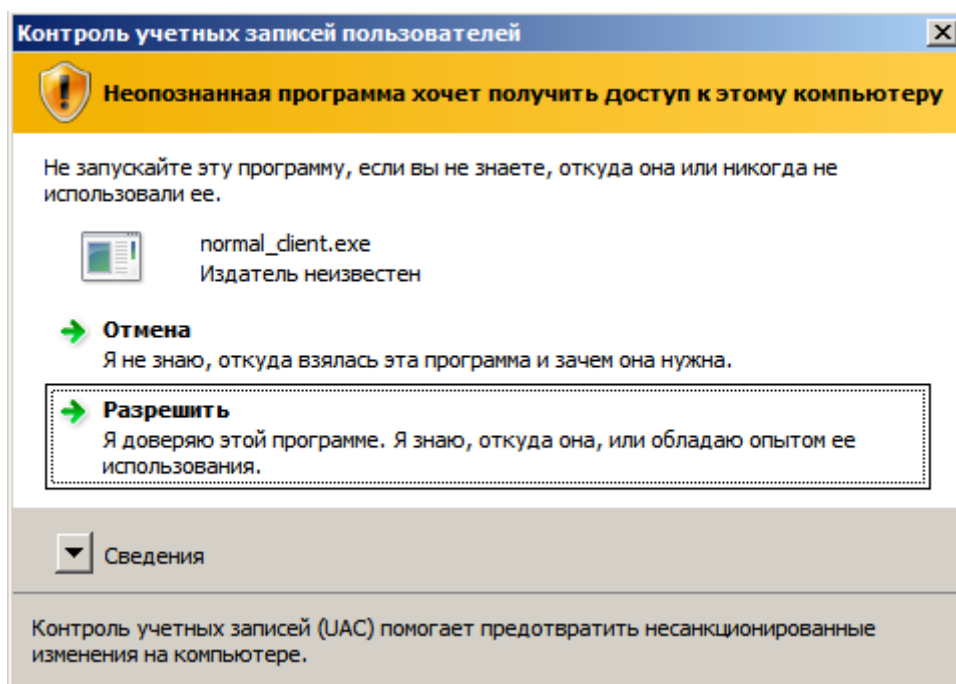 Контроль учетных записей пользователей
Неопознанная программа хочет получить доступ к этому компьютеру
Не запускайте эту программу, если вы не знаете, откуда она или никогда не
использовали ее.
normal_client.exe
Издатель неизвестен
Отмена
Я не знаю, откуда взялась эта программа и зачем она нужна.
Разрешить
Я доверяю этой программе. Я знаю, откуда она, или обладаю опытом ее
использования.
Сведения
Контроль учетных записей (UAC) помогает предотвратить несанкционированные
изменения на компьютере.